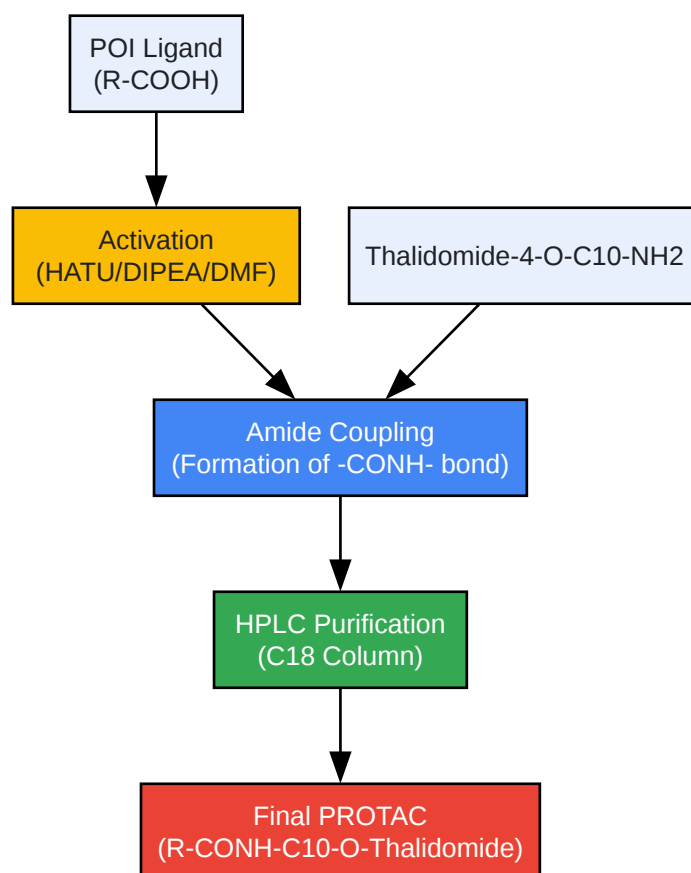 POI Ligand
(R-COOH)
Activation
(HATU/DIPEA/DMF)
Thalidomide-4-O-C10-NH2
Amide Coupling
(Formation of -CONH- bond)
HPLC Purification
(C18 Column)
Final PROTAC
(R-CONH-C10-O-Thalidomide)